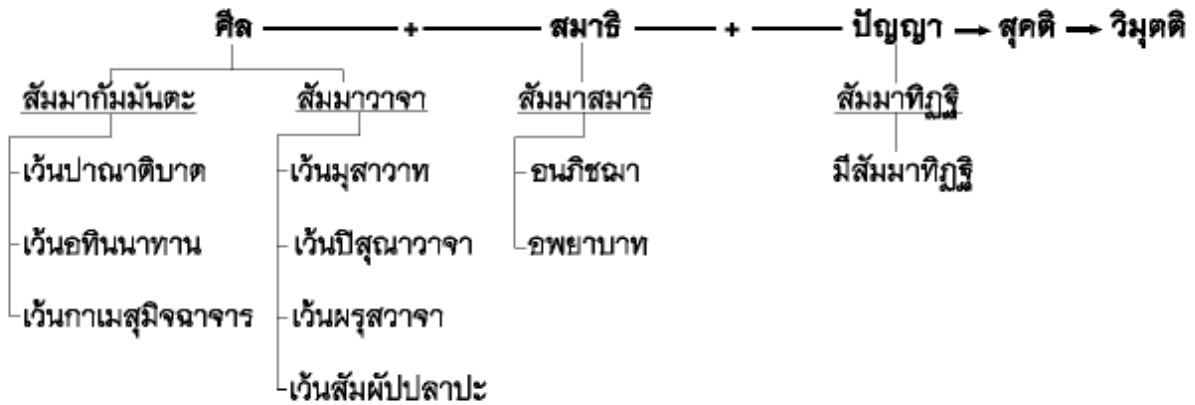 ศีล + สมาธิ + ปัญญา → สุคติ → วิมุตติ
สัมมากัมมันตะ สัมมาวาจา สัมมาสมาธิ สัมมาทิฏฐิ
เว้นปาณาติบาต เว้นมุสาวาท อนภิชฌา มีสัมมาทิฏฐิ
เว้นอทินนาทาน เว้นปิสุณาวาจา อพยาบาท
เว้นกาเมสุมิจฉาจาร เว้นผรุสวาจา
เว้นสัมผัปปลาปะ